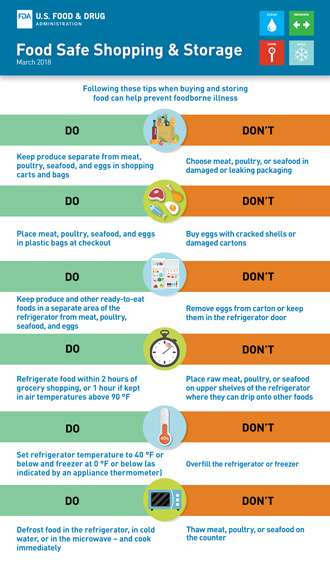 FDA U.S. FOOD & DRUG
ADMINISTRATION
Food Safe Shopping & Storage
March 2018
Following these tips when buying and storing
food can help prevent foodborne illness
DO
DON'T
Keep produce separate from meat,
poultry, seafood, and eggs in shopping
carts and bags
Choose meat, poultry, or seafood in
damaged or leaking packaging
DO
DON'T
Place meat, poultry, seafood, and eggs
in plastic bags at checkout
Buy eggs with cracked shells or
damaged cartons
DO
DON'T
Keep produce and other ready-to-eat
foods in a separate area of the
refrigerator from meat, poultry,
seafood, and eggs
Remove eggs from carton or keep
them in the refrigerator door
DO
DON'T
Refrigerate food within 2 hours of
grocery shopping, or 1 hour if kept
in air temperatures above 90 °F
Place raw meat, poultry, or seafood
on upper shelves of the refrigerator
where they can drip onto other foods
DO
DON'T
40°F
Set refrigerator temperature to 40 °F or
below and freezer at 0 °F or below (as
indicated by an appliance thermometer)
Overfill the refrigerator or freezer
DO
DON'T
Defrost food in the refrigerator, in cold
water, or in the microwave – and cook
immediately
Thaw meat, poultry, or seafood on
the counter